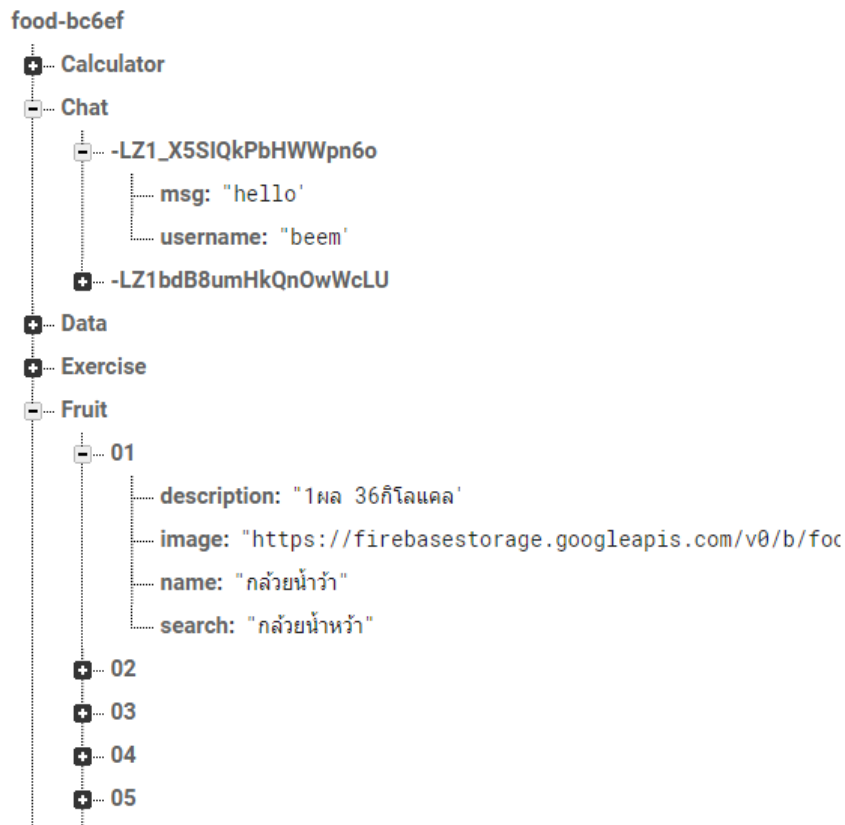 food-bc6ef
Calculator
Chat
-LZ1_X5SIQkPbHWWpn6o
msg: "hello'
username: "beem'
-LZ1bdB8umHkQnOwWcLU
Data
Exercise
Fruit
01
description: "1ผล 36กิโลแคล'
image: "https://firebasestorage.googleapis.com/v0/b/foo
name: "กล้วยน้ำว้า"
search: "กล้วยน้ำหว้า"
02
03
04
05